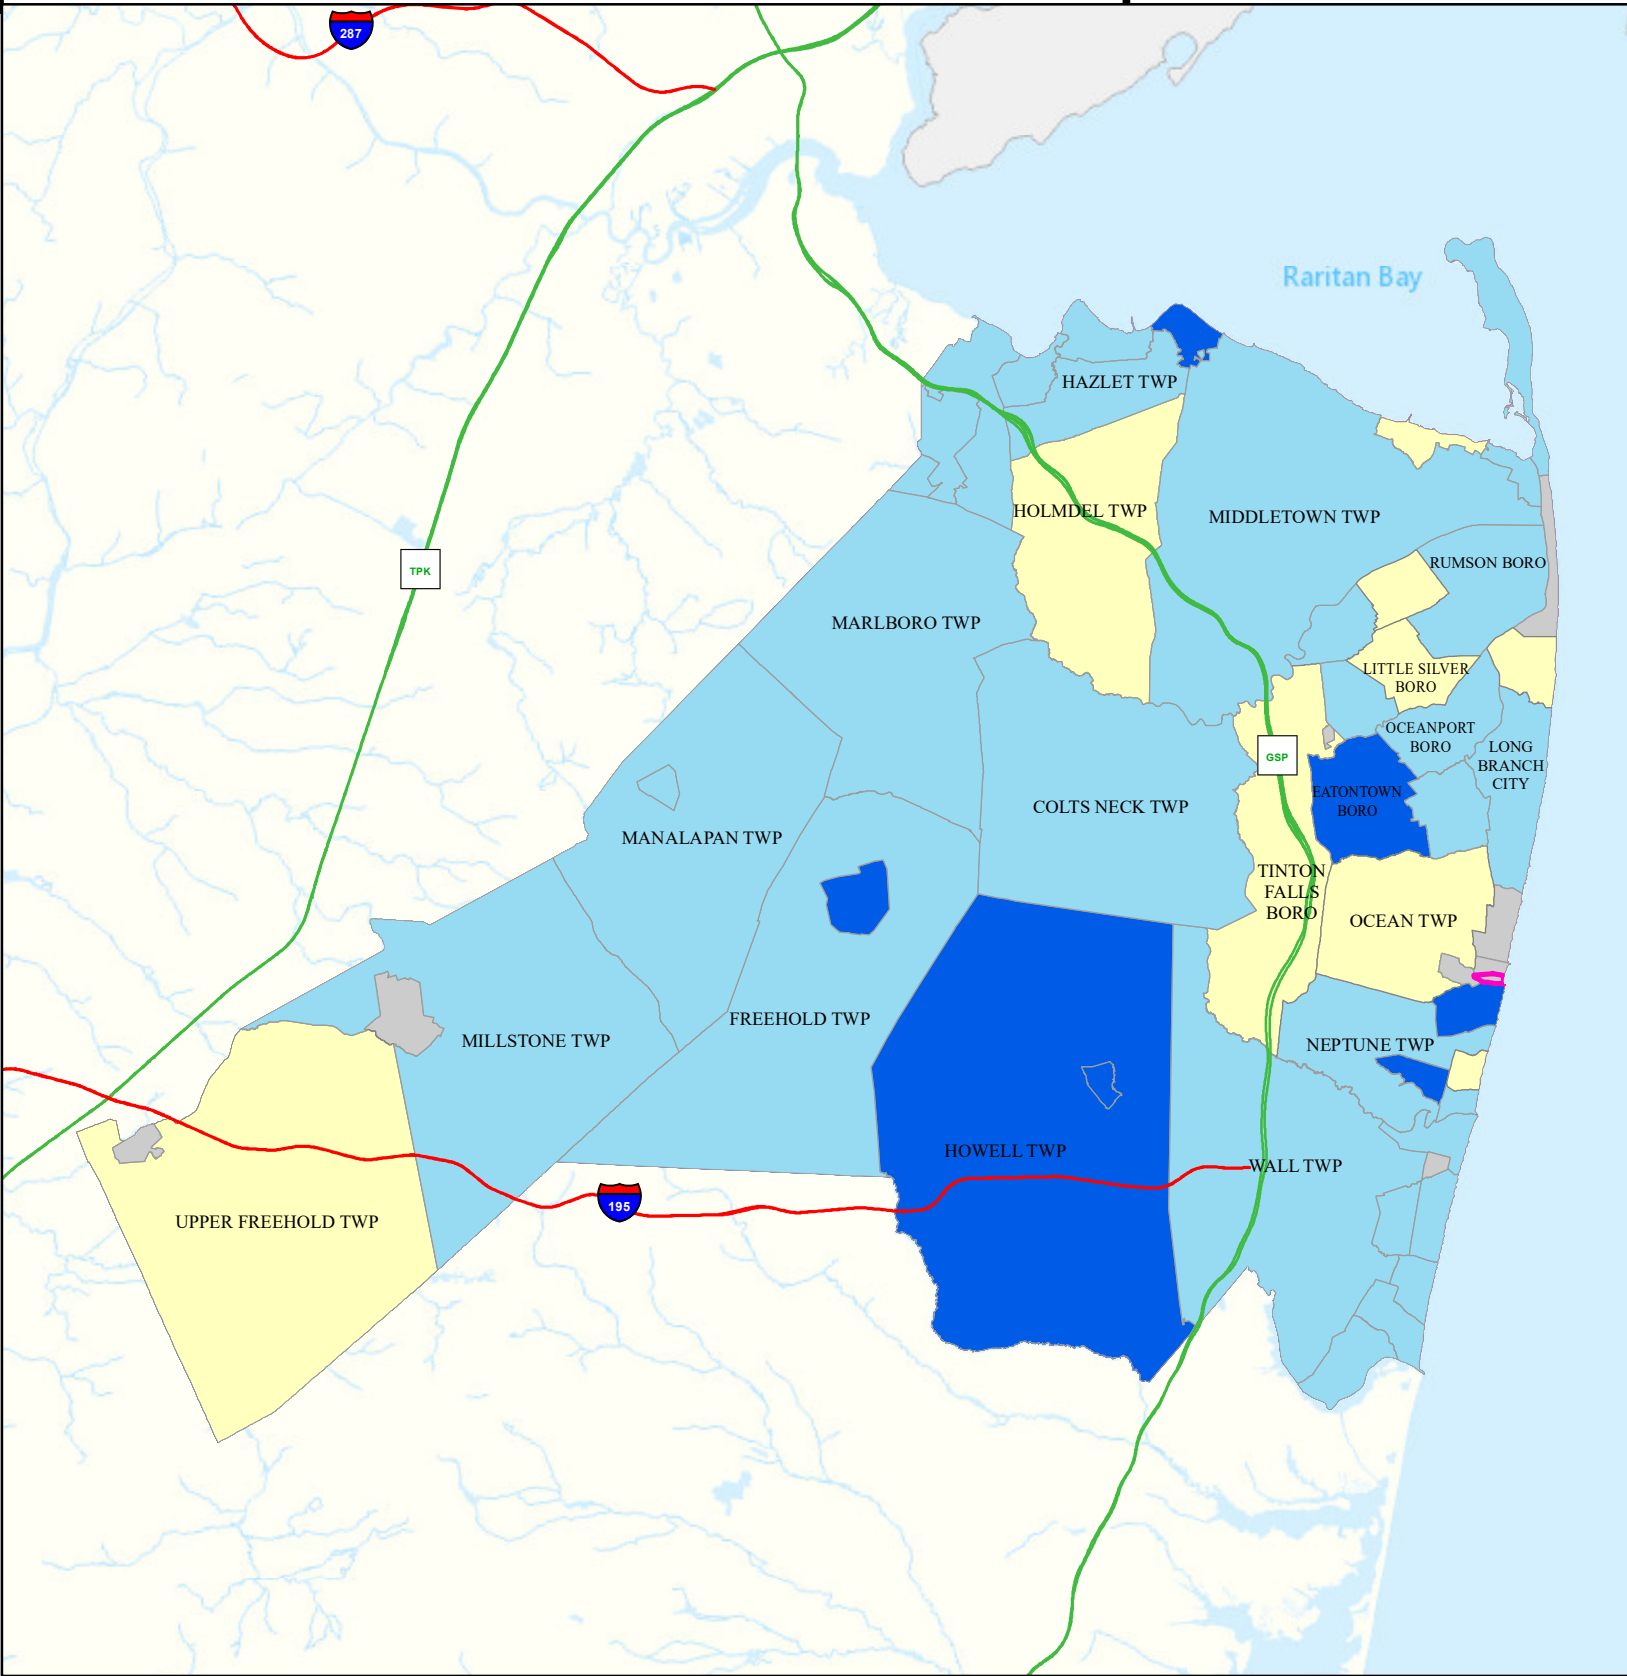 287
Raritan Bay
HAZLET TWP
HOLMDEL TWP
MIDDLETOWN TWP
RUMSON BORO
TPK
MARLBORO TWP
LITTLE SILVER
BORO
OCEANPORT
BORO
LONG
BRANCH
CITY
GSP
EATONTOWN
BORO
COLTS NECK TWP
MANALAPAN TWP
TINTON
FALLS
BORO
OCEAN TWP
FREEHOLD TWP
MILLSTONE TWP
NEPTUNE TWP
HOWELL TWP
WALL TWP
195
UPPER FREEHOLD TWP